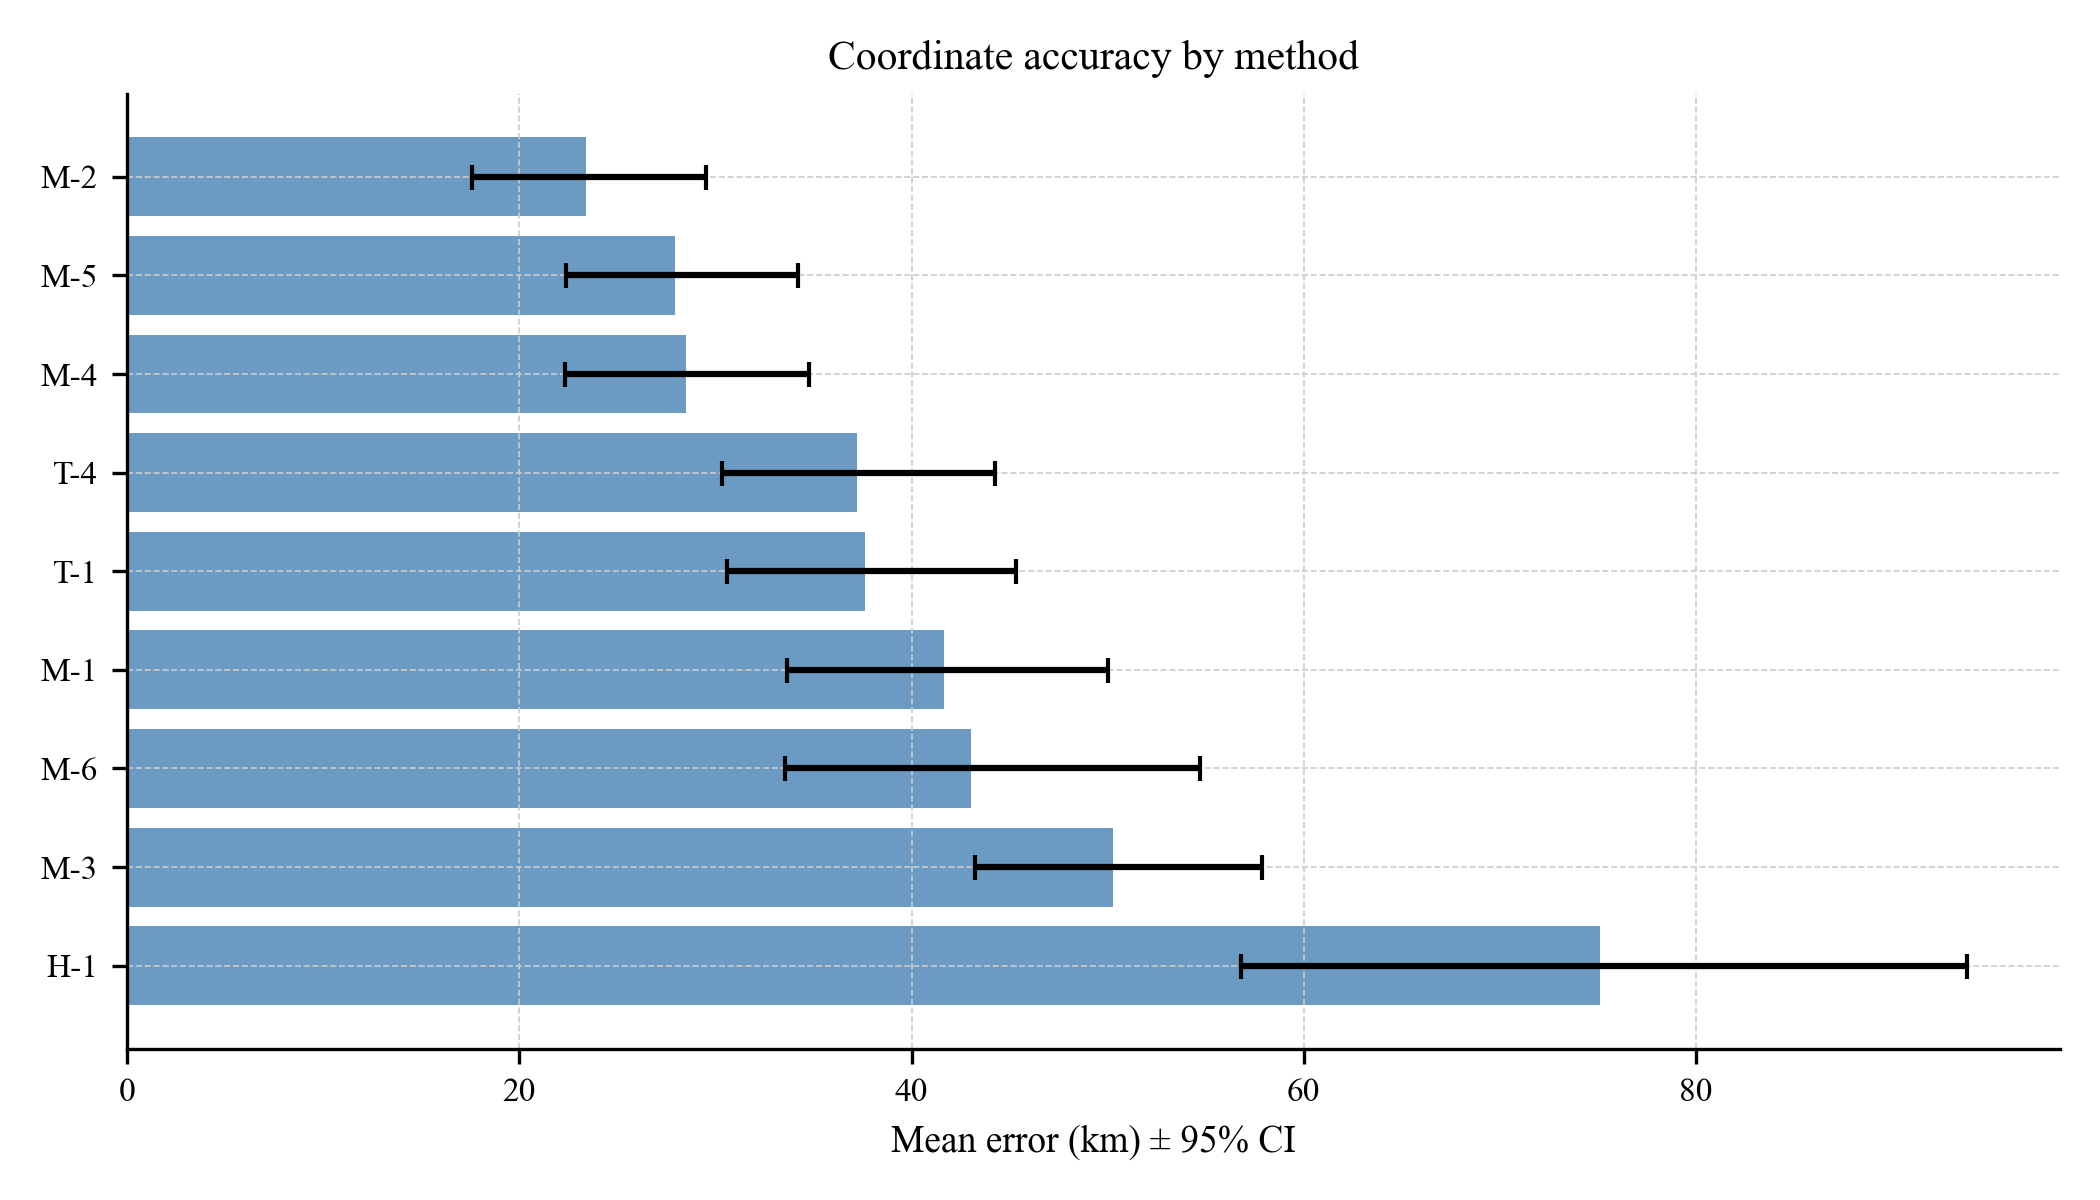 Coordinate accuracy by method
M-2
M-5
M-4
T-4
T-1
M-1
M-6
M-3
H-1
0 20 40 60 80
Mean error (km) ± 95% CI